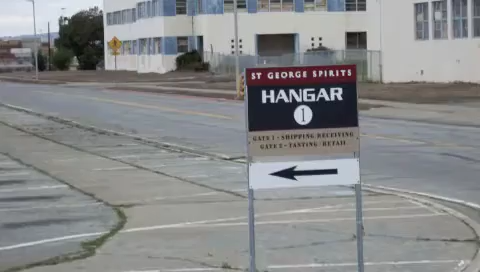 ST GEORGE SPIRITS
HANGAR
1
GATE 1 - SHIPPING RECEIVING
GATE 2 - TASTING RETAIL